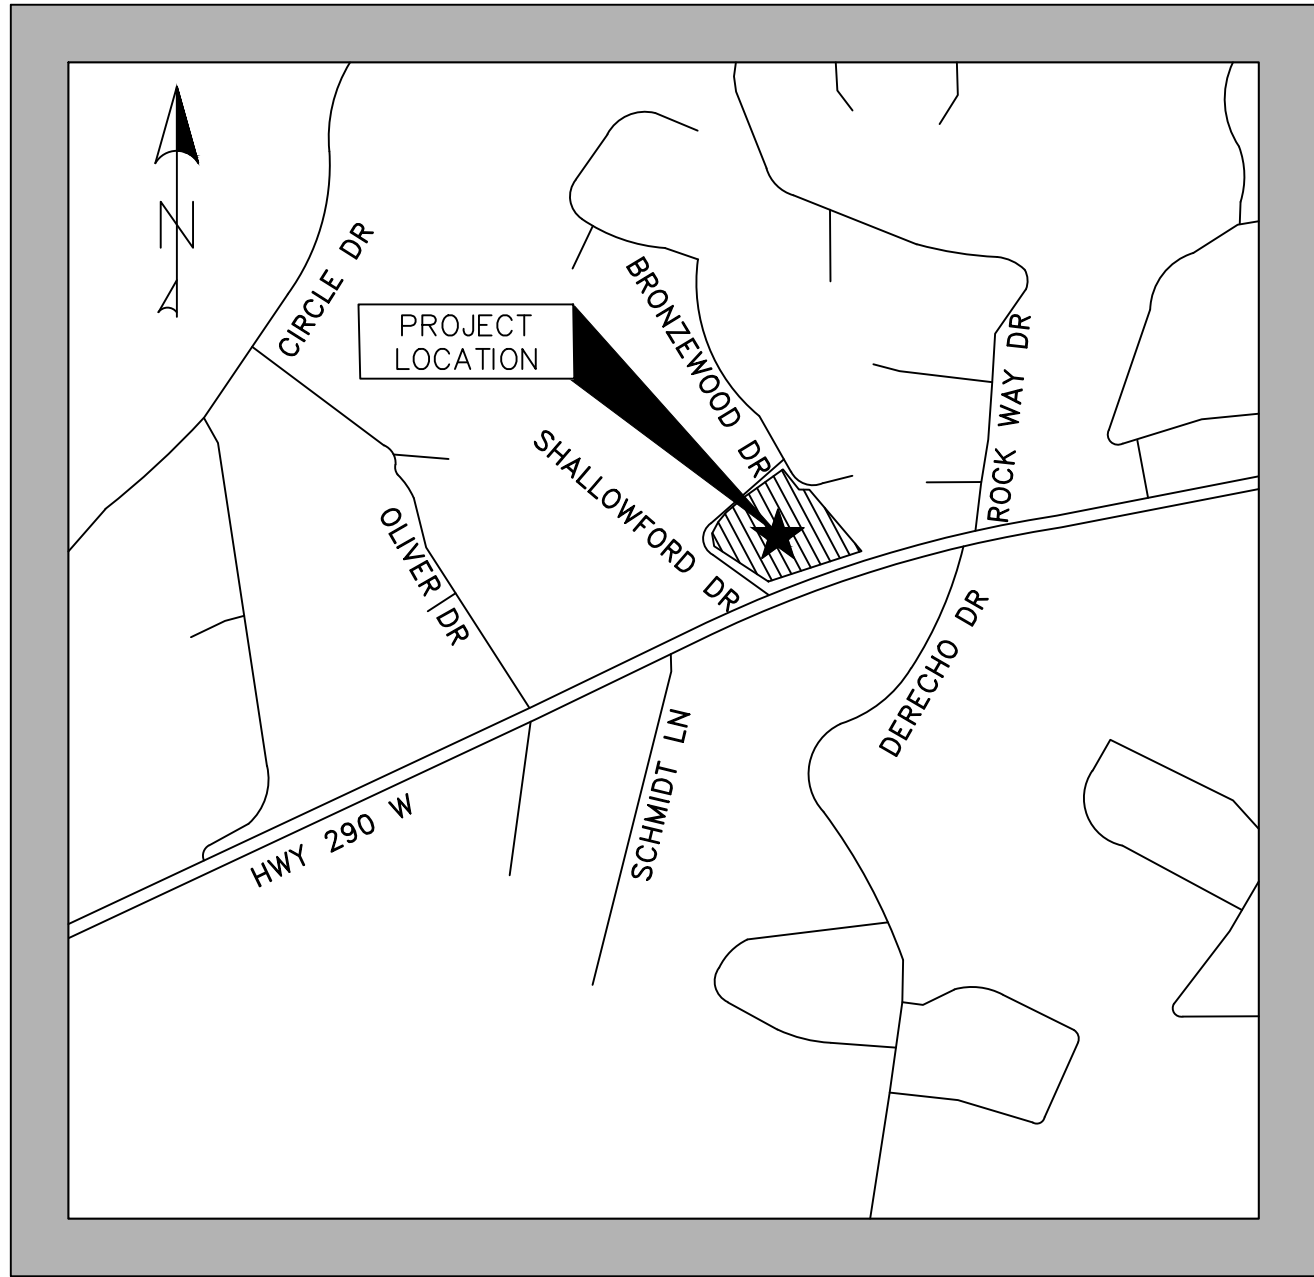 N
CIRCLE DR
BRONZEWOOD DR
PROJECT
LOCATION
ROCK WAY DR
SHALLOWFORD DR
OLIVER DR
DERECHO DR
SCHMIDT LN
HWY 290 W